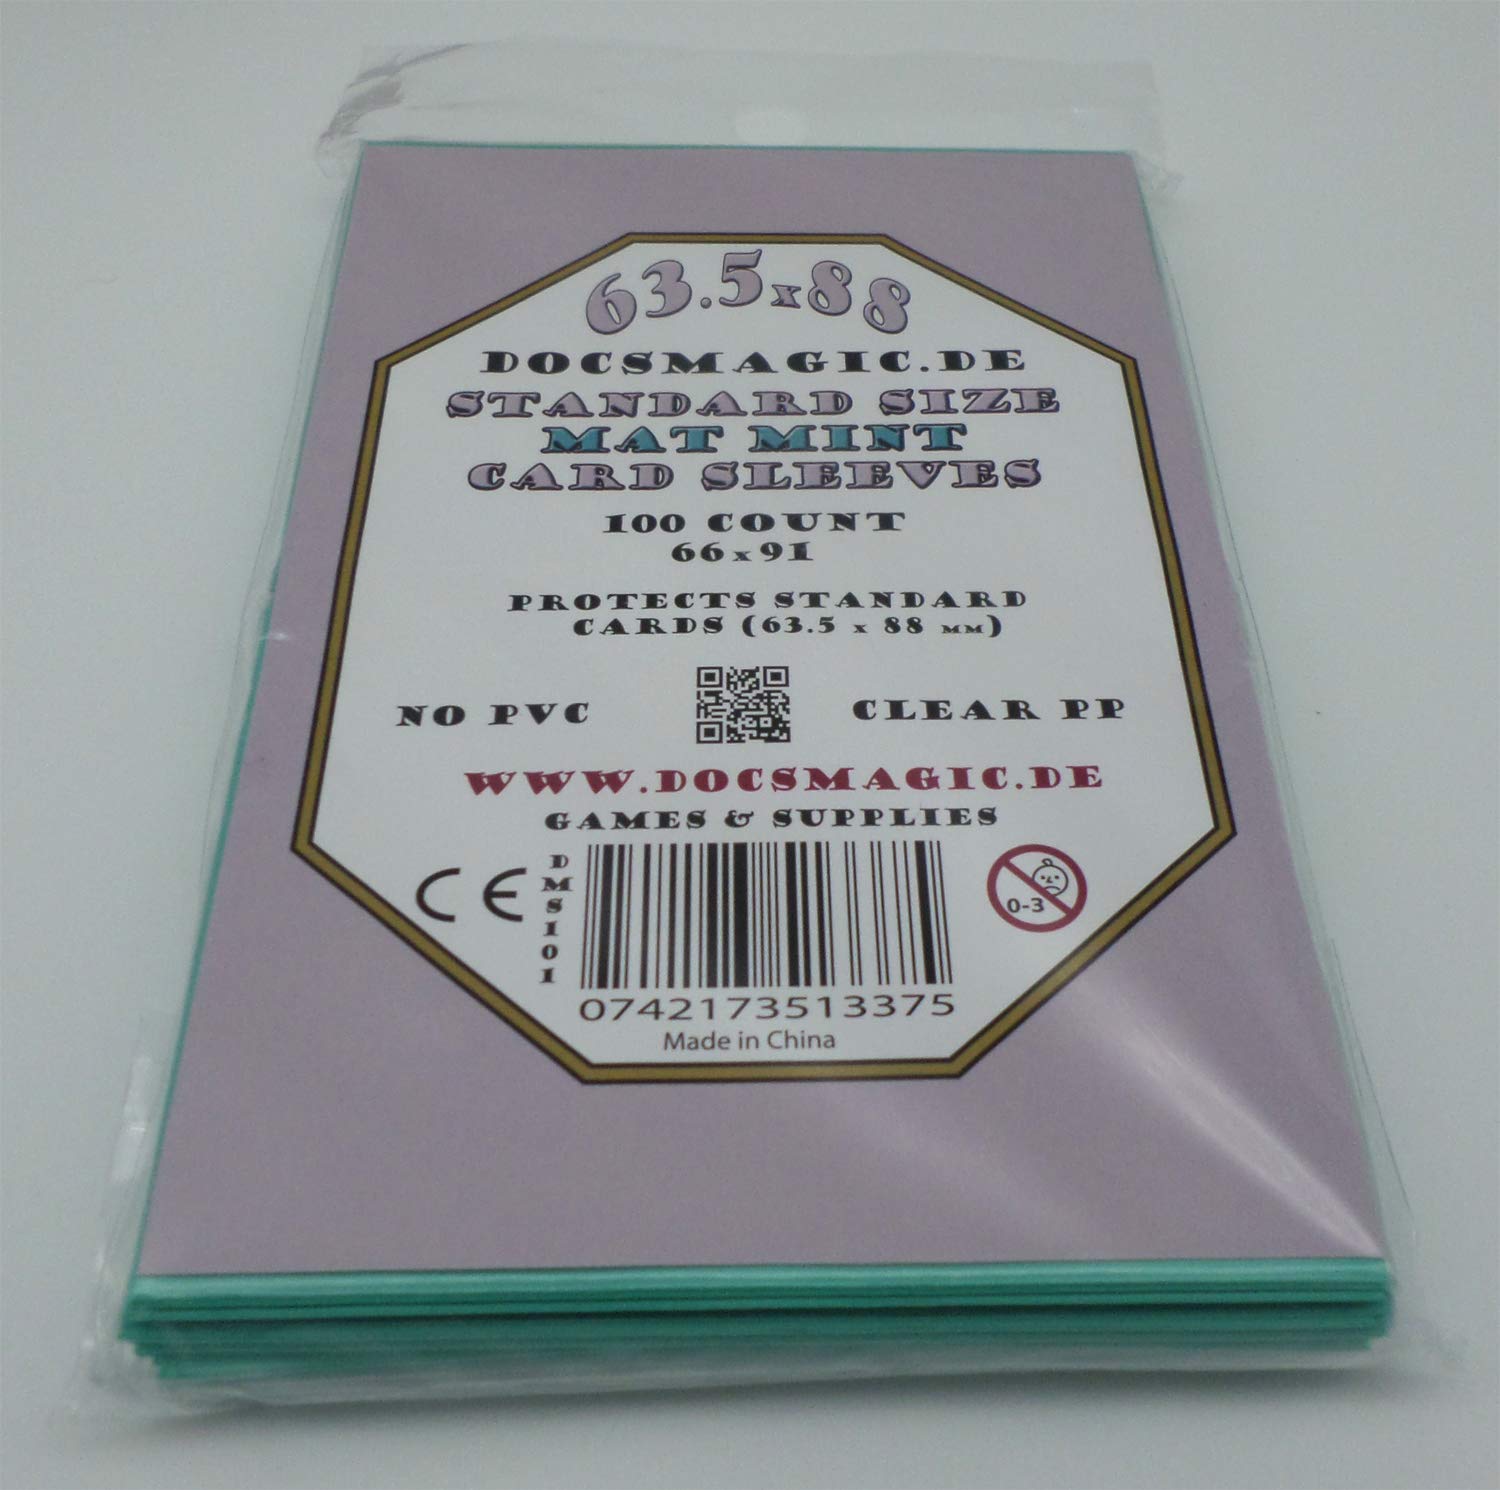 63.5x88
DOCSMAGIC.DE
STANDARD SIZE
MAT MINT
CARD SLEEVES
100 COUNT
66x91
PROTECTS STANDARD
CARDS (63.5 x 88 MM)
NO PVC
CLEAR PP
WWW.DOCSMAGIC.DE
GAMES & SUPPLIES
CE
DMS101
0-3
0742173513375
Made in China